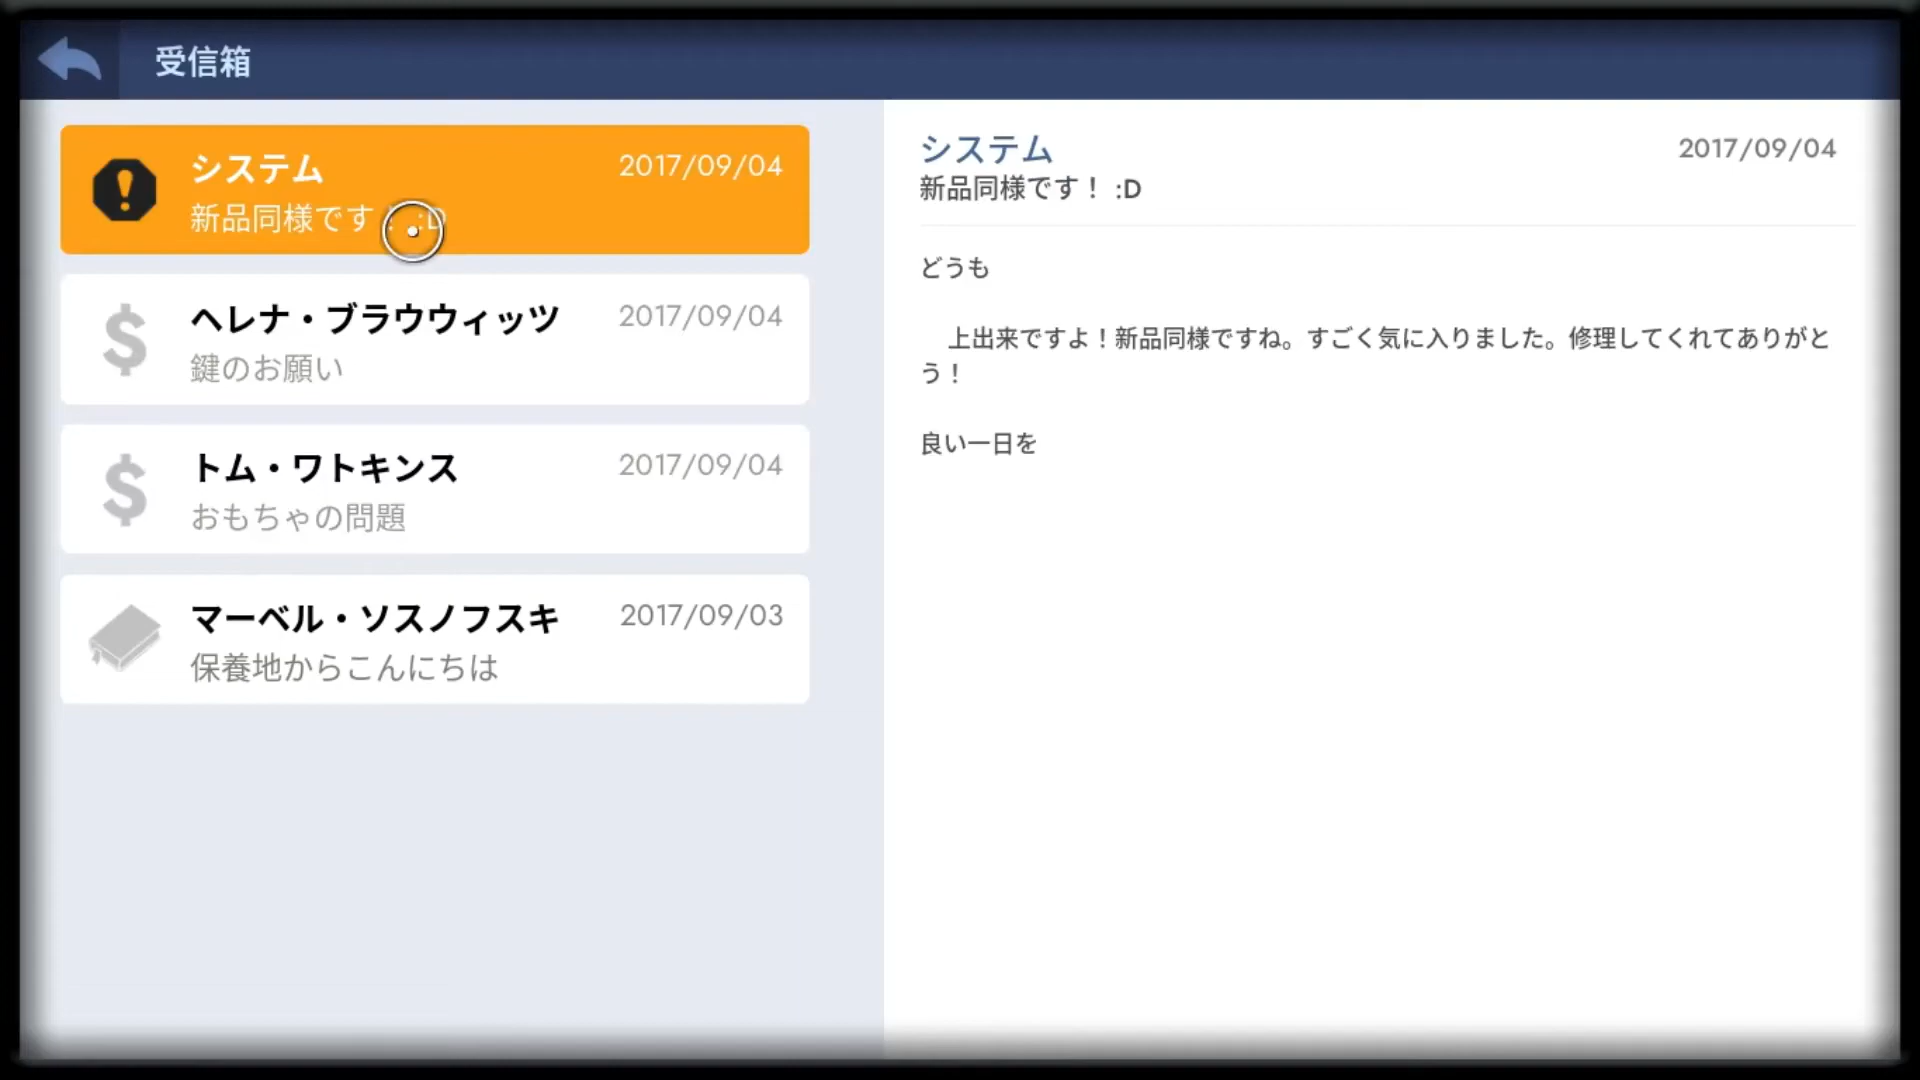 受信箱
システム 2017/09/04
新品同様です！ :D
ヘレナ・ブラウウィッツ 2017/09/04
鍵のお願い
トム・ワトキンス 2017/09/04
おもちゃの問題
マーベル・ソスノフスキ 2017/09/03
保養地からこんにちは
システム 2017/09/04
新品同様です！ :D
どうも
上出来ですよ！新品同様ですね。すごく気に入りました。修理してくれてありがと
う！
良い一日を